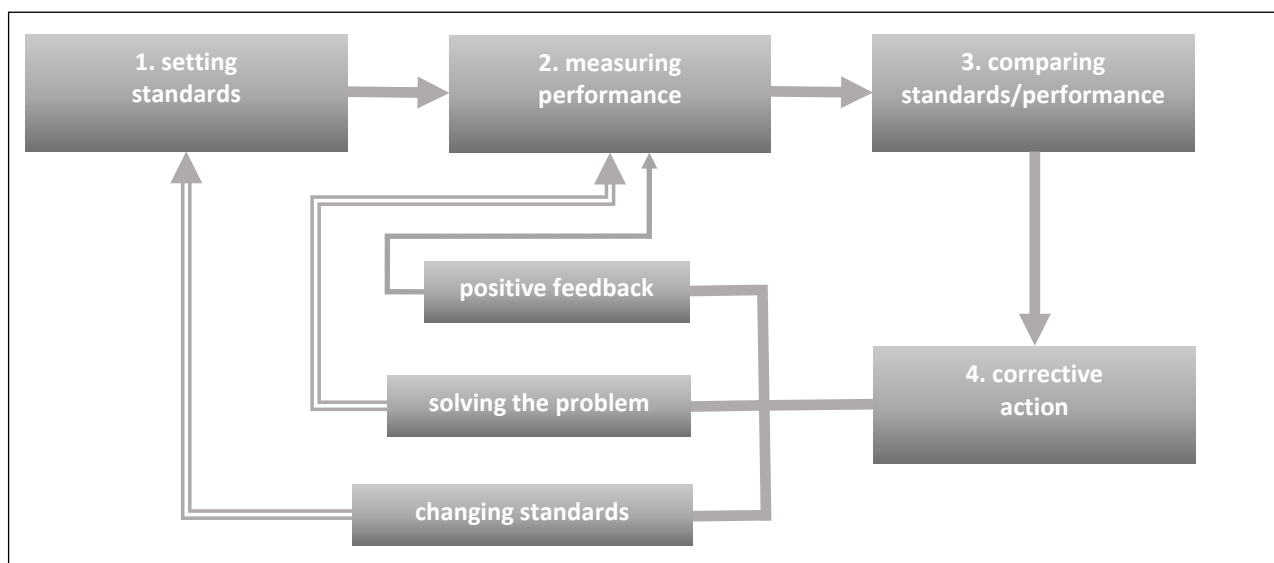 1. setting
standards
2. measuring
performance
3. comparing
standards/performance
positive feedback
4. corrective
action
solving the problem
changing standards